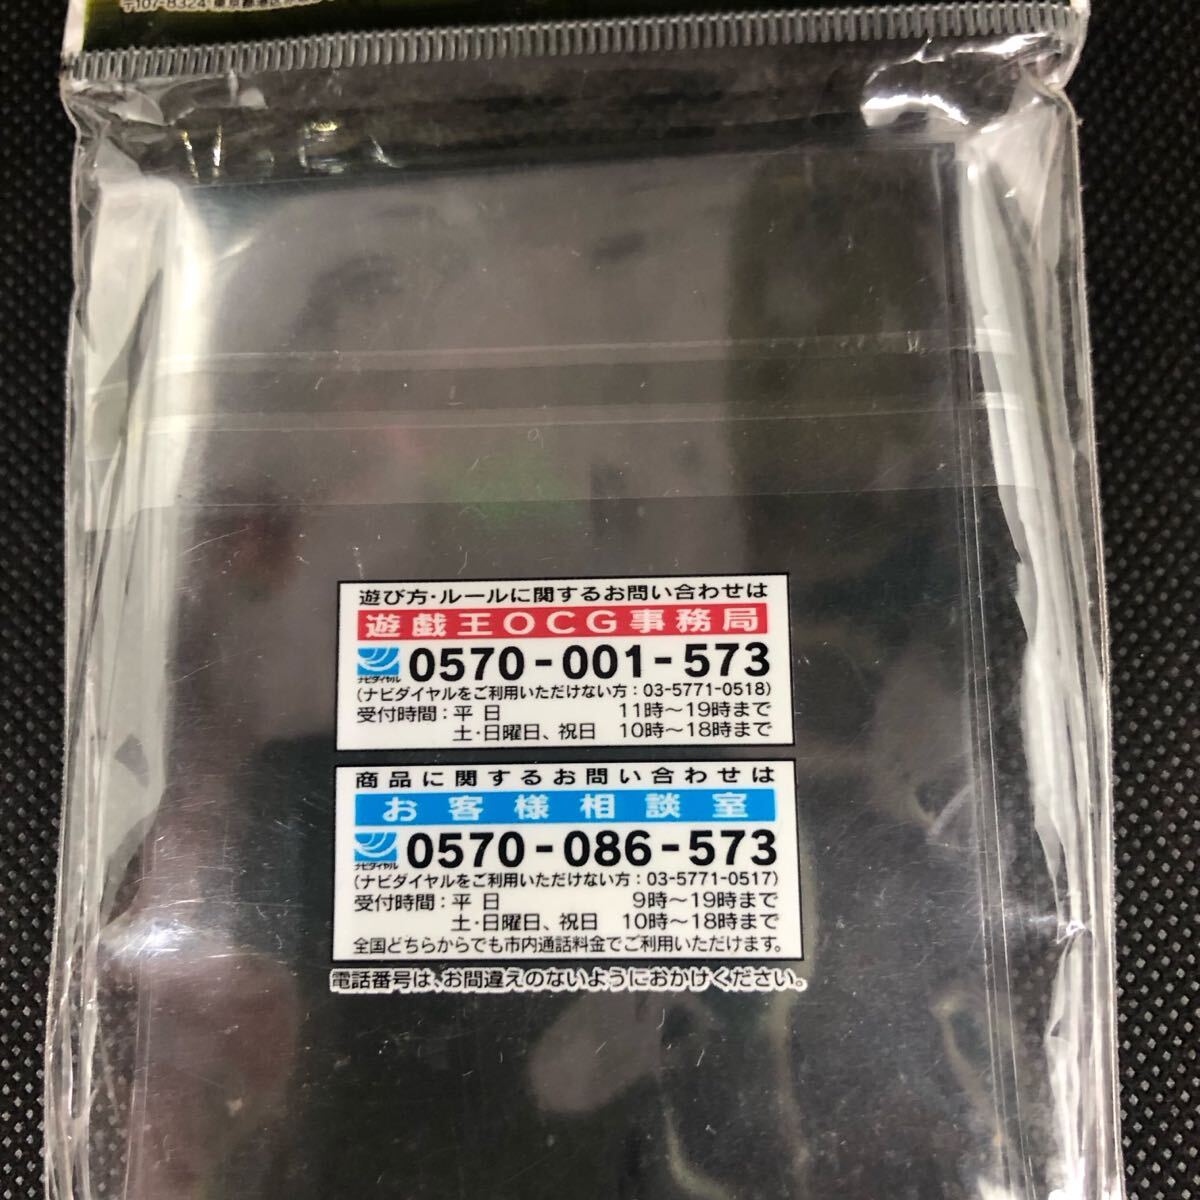 〒107-8324 東京都港区
遊び方・ルールに関するお問い合わせは
遊戯王OCG事務局
ナビダイヤル 0570-001-573
(ナビダイヤルをご利用いただけない方：03-5771-0518)
受付時間：平 日 11時～19時まで
土・日曜日、祝日 10時～18時まで
商品に関するお問い合わせは
お客様相談室
ナビダイヤル 0570-086-573
(ナビダイヤルをご利用いただけない方：03-5771-0517)
受付時間：平 日 9時～19時まで
土・日曜日、祝日 10時～18時まで
全国どちらからでも市内通話料金でご利用いただけます。
電話番号は、お間違えのないようにおかけください。